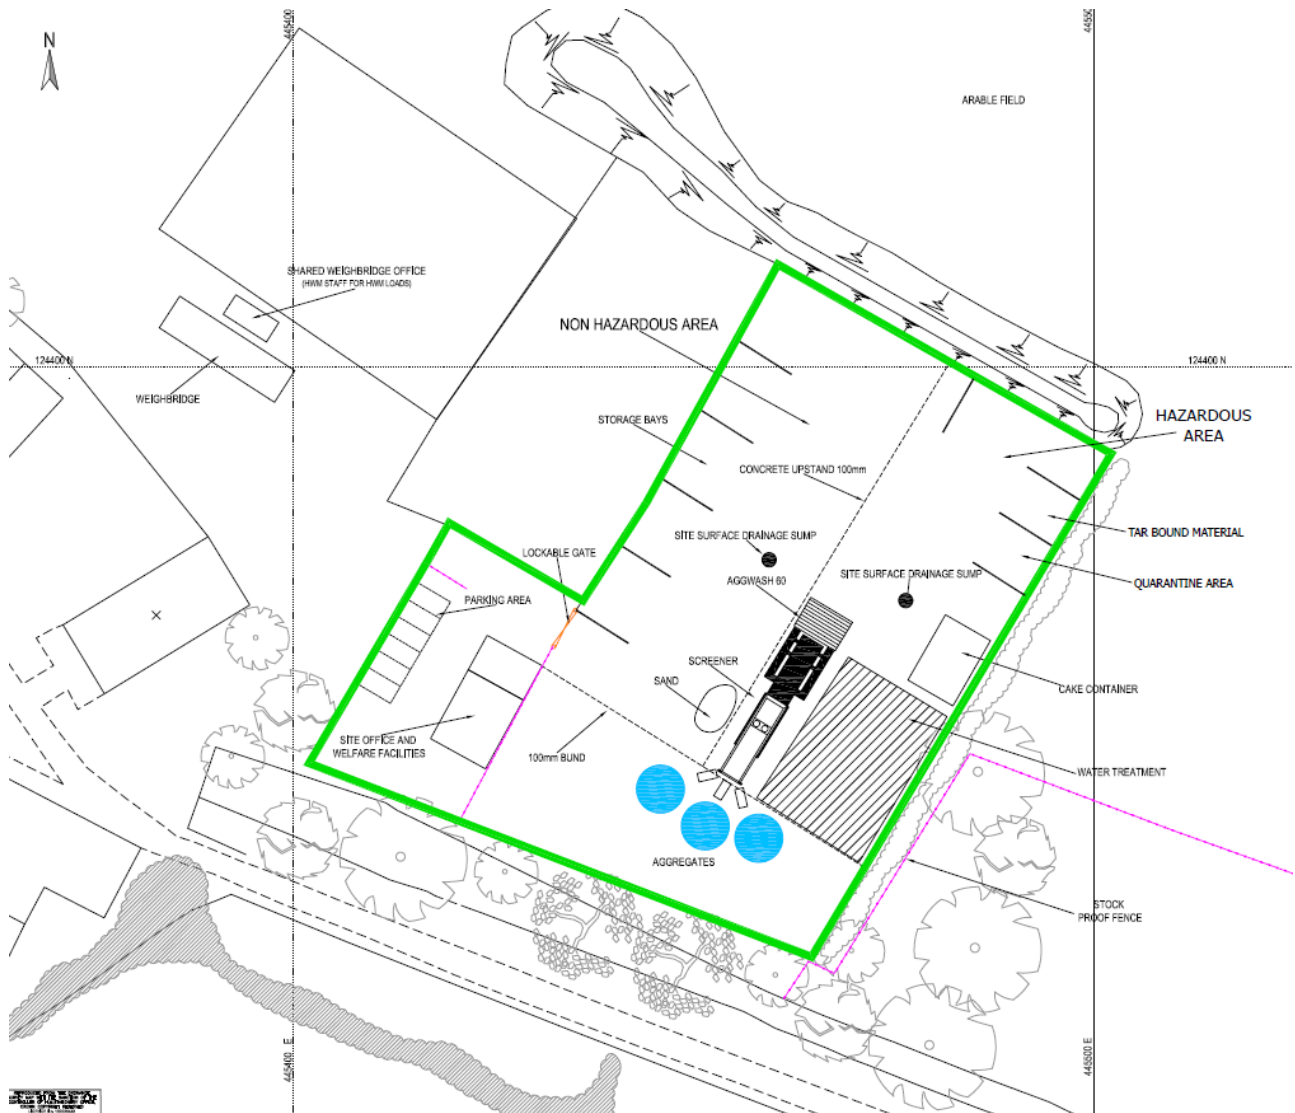 445400
44550
N
ARABLE FIELD
SHARED WEIGHBRIDGE OFFICE
(HWM STAFF FOR HWM LOADS)
NON HAZARDOUS AREA
124400 N
124400 N
WEIGHBRIDGE
HAZARDOUS
AREA
STORAGE BAYS
CONCRETE UPSTAND 100mm
TAR BOUND MATERIAL
SITE SURFACE DRAINAGE SUMP
LOCKABLE GATE
AGGWASH 60
SITE SURFACE DRAINAGE SUMP
QUARANTINE AREA
PARKING AREA
SCREENER
SAND
CAKE CONTAINER
SITE OFFICE AND
WELFARE FACILITIES
100mm BUND
WATER TREATMENT
AGGREGATES
STOCK
PROOF FENCE
445400 E
445500 E